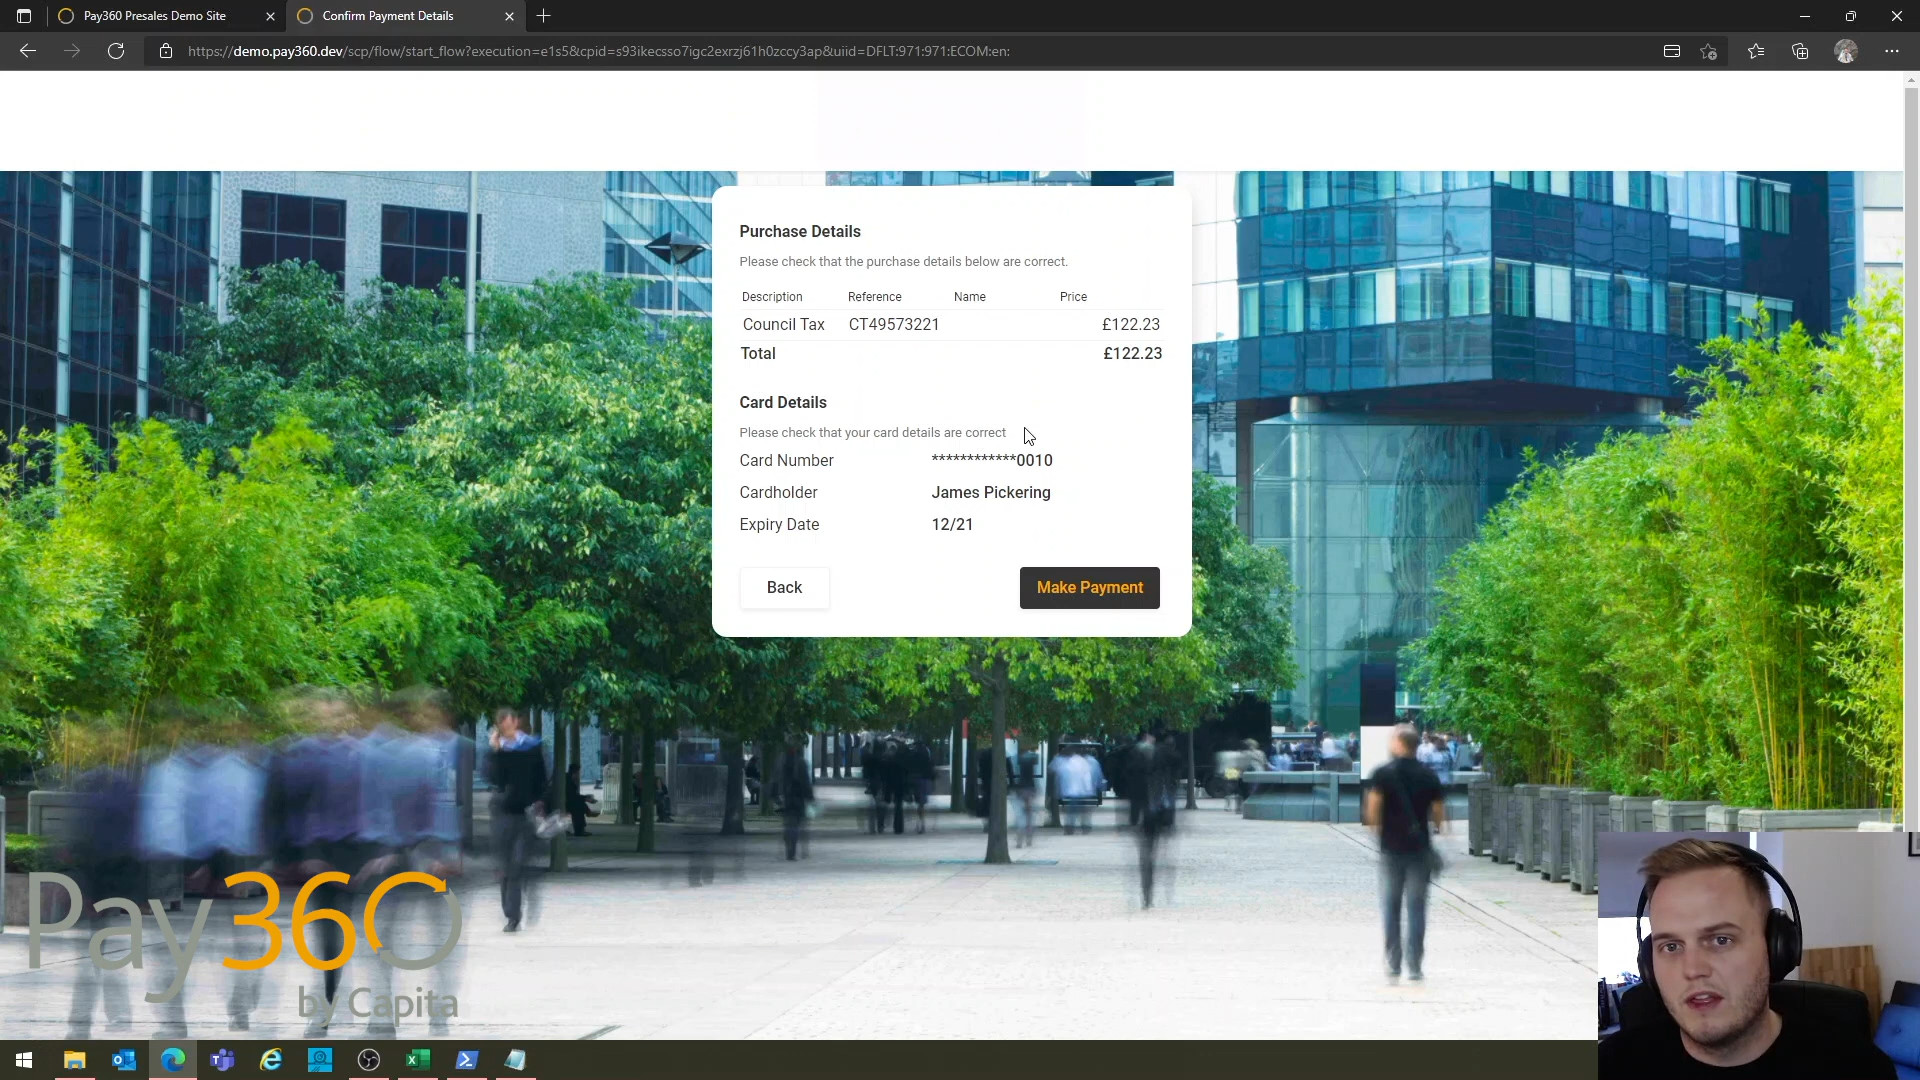 Pay360 Presales Demo Site
Confirm Payment Details
https://demo.pay360.dev/scp/flow/start_flow?execution=e1s5&cpid=s93ikecsso7igc2exrzj61h0zccy3ap&uiid=DFLT:971:971:ECOM:en:
Purchase Details
Please check that the purchase details below are correct.
Description Reference Name Price
Council Tax CT49573221 £122.23
Total £122.23
Card Details
Please check that your card details are correct
Card Number ************0010
Cardholder James Pickering
Expiry Date 12/21
Back Make Payment
Pay360
by Capita